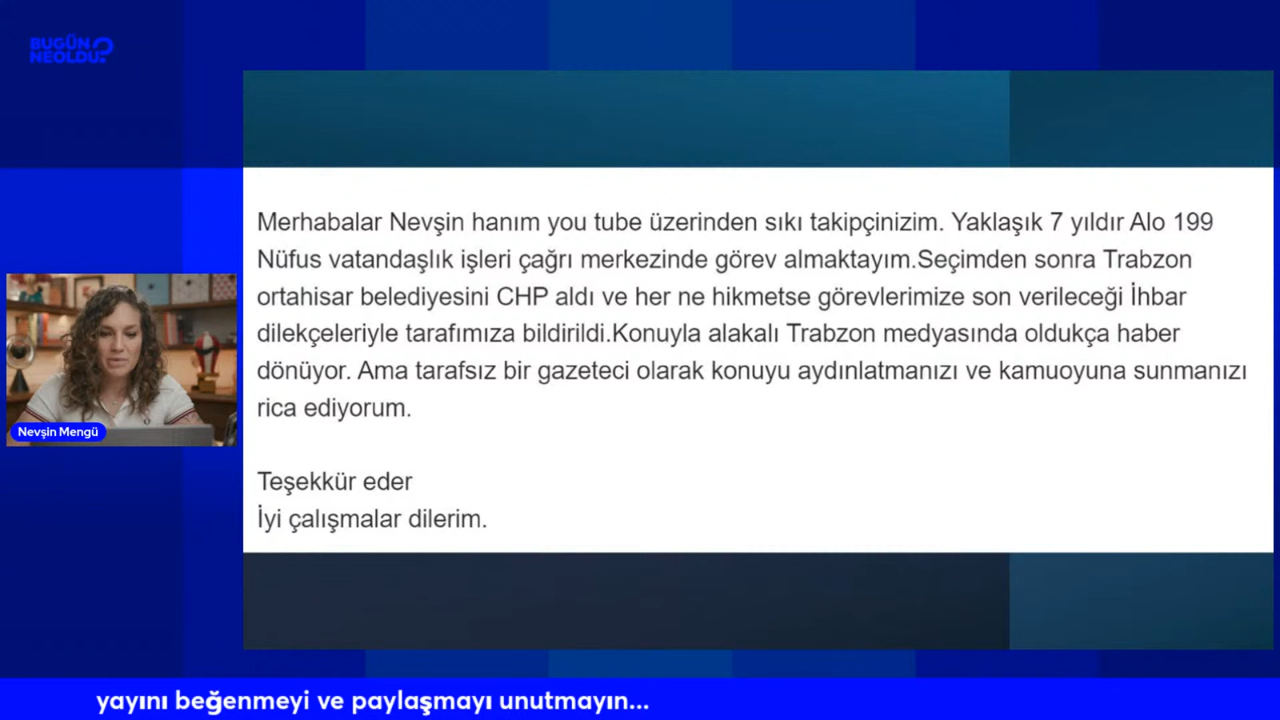 BUGÜN
NEOLDU?
Merhabalar Nevşin hanım you tube üzerinden sıkı takipçinizim. Yaklaşık 7 yıldır Alo 199
Nüfus vatandaşlık işleri çağrı merkezinde görev almaktayım.Seçimden sonra Trabzon
ortahisar belediyesini CHP aldı ve her ne hikmetse görevlerimize son verileceği İhbar
dilekçeleriyle tarafımıza bildirildi.Konuyla alakalı Trabzon medyasında oldukça haber
dönüyor. Ama tarafsız bir gazeteci olarak konuyu aydınlatmanızı ve kamuoyuna sunmanızı
rica ediyorum.
Teşekkür eder
İyi çalışmalar dilerim.
Nevşin Mengü
yayını beğenmeyi ve paylaşmayı unutmayın...